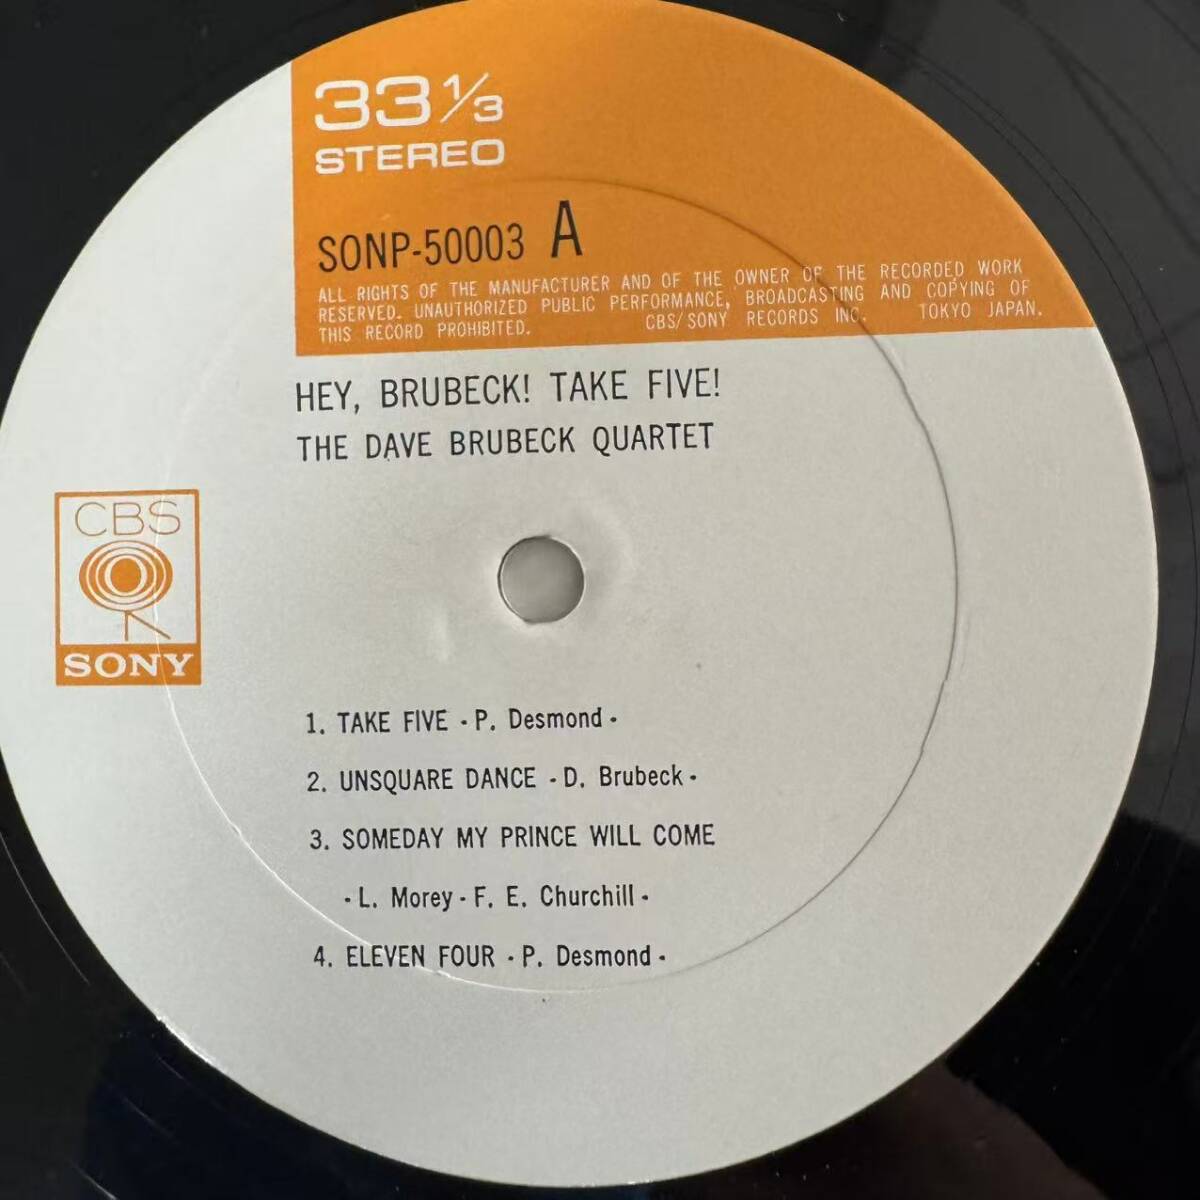 33 1/3
STEREO
SONP-50003 A
ALL RIGHTS OF THE MANUFACTURER AND OF THE OWNER OF THE RECORDED WORK
RESERVED. UNAUTHORIZED PUBLIC PERFORMANCE, BROADCASTING AND COPYING OF
THIS RECORD PROHIBITED. CBS/SONY RECORDS INC. TOKYO JAPAN.
HEY, BRUBECK! TAKE FIVE!
THE DAVE BRUBECK QUARTET
CBS
SONY
1. TAKE FIVE · P. Desmond ·
2. UNSQUARE DANCE · D. Brubeck ·
3. SOMEDAY MY PRINCE WILL COME
· L. Morey · F. E. Churchill ·
4. ELEVEN FOUR · P. Desmond ·